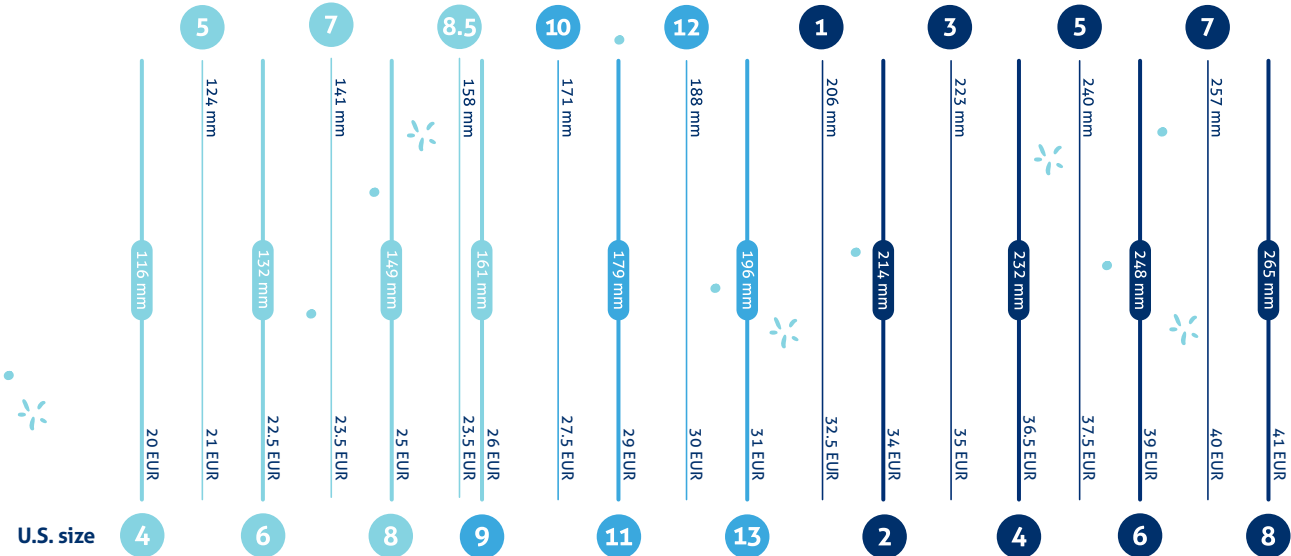 5
7
8.5
10
12
1
3
5
7
124 mm
141 mm
158 mm
171 mm
188 mm
206 mm
223 mm
240 mm
257 mm
116 mm
132 mm
149 mm
161 mm
179 mm
196 mm
214 mm
232 mm
248 mm
265 mm
20 EUR
21 EUR
22.5 EUR
23.5 EUR
25 EUR
23.5 EUR
26 EUR
27.5 EUR
29 EUR
30 EUR
31 EUR
32.5 EUR
34 EUR
35 EUR
36.5 EUR
37.5 EUR
39 EUR
40 EUR
41 EUR
U.S. size
4
6
8
9
11
13
2
4
6
8